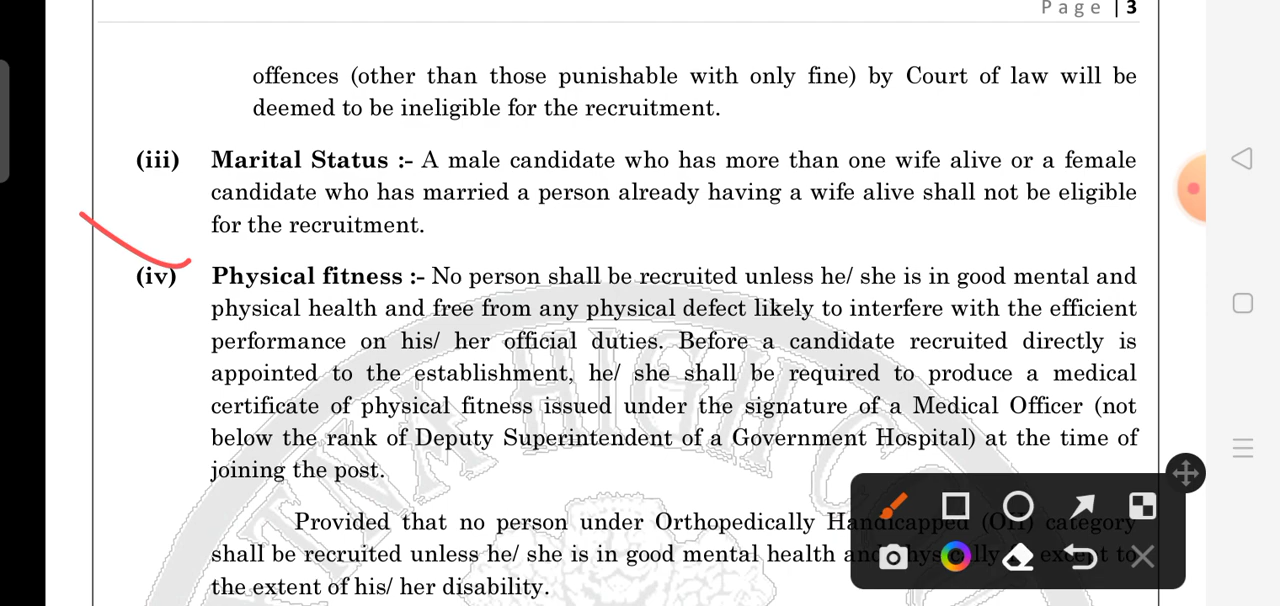 Page | 3
offences (other than those punishable with only fine) by Court of law will be
deemed to be ineligible for the recruitment.
(iii) Marital Status :- A male candidate who has more than one wife alive or a female
candidate who has married a person already having a wife alive shall not be eligible
for the recruitment.
(iv) Physical fitness :- No person shall be recruited unless he/ she is in good mental and
physical health and free from any physical defect likely to interfere with the efficient
performance on his/ her official duties. Before a candidate recruited directly is
appointed to the establishment, he/ she shall be required to produce a medical
certificate of physical fitness issued under the signature of a Medical Officer (not
below the rank of Deputy Superintendent of a Government Hospital) at the time of
joining the post.
Provided that no person under Orthopedically Handicapped (OH) category
shall be recruited unless he/ she is in good mental health and physically except to
the extent of his/ her disability.